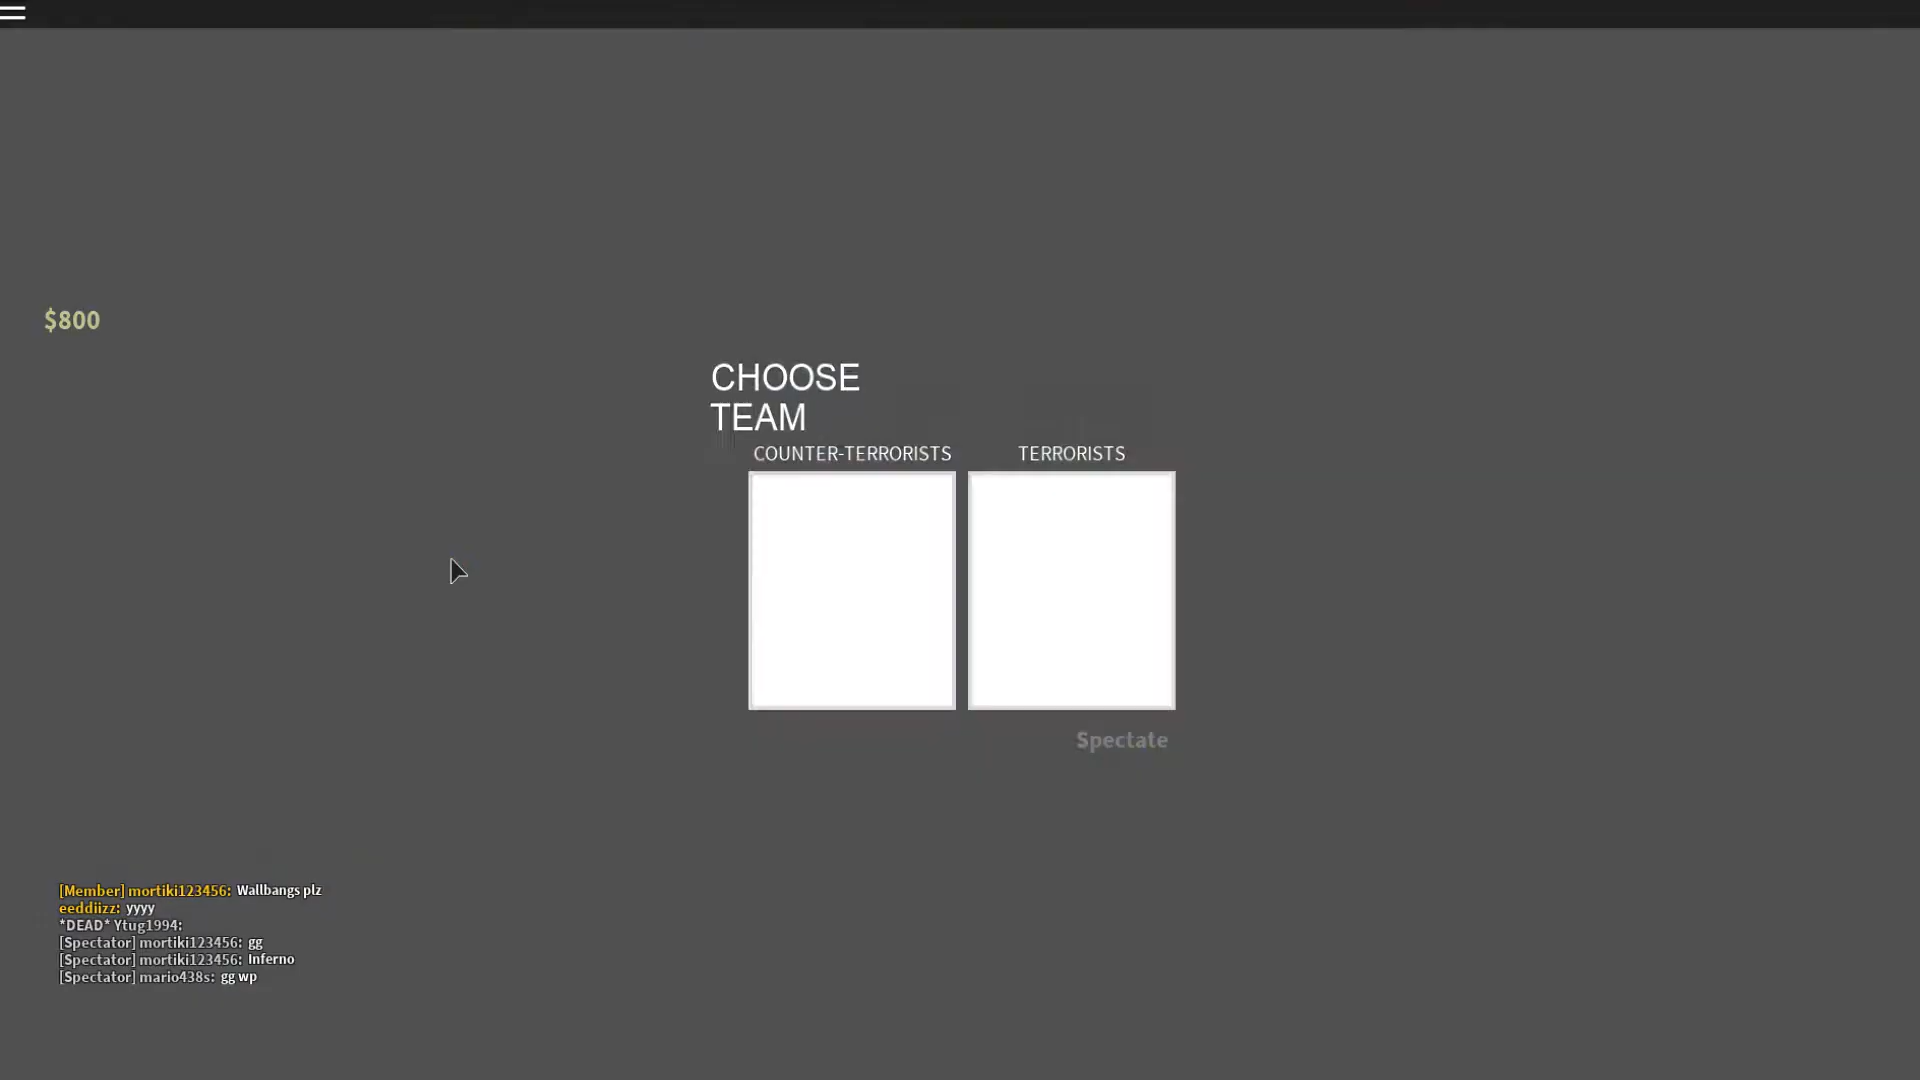 $800
CHOOSE
TEAM
COUNTER-TERRORISTS
TERRORISTS
Spectate
[Member] mortiki123456: Wallbangs plz
eeddiizz: yyyy
*DEAD* Ytug1994:
[Spectator] mortiki123456: gg
[Spectator] mortiki123456: Inferno
[Spectator] mario438s: gg wp